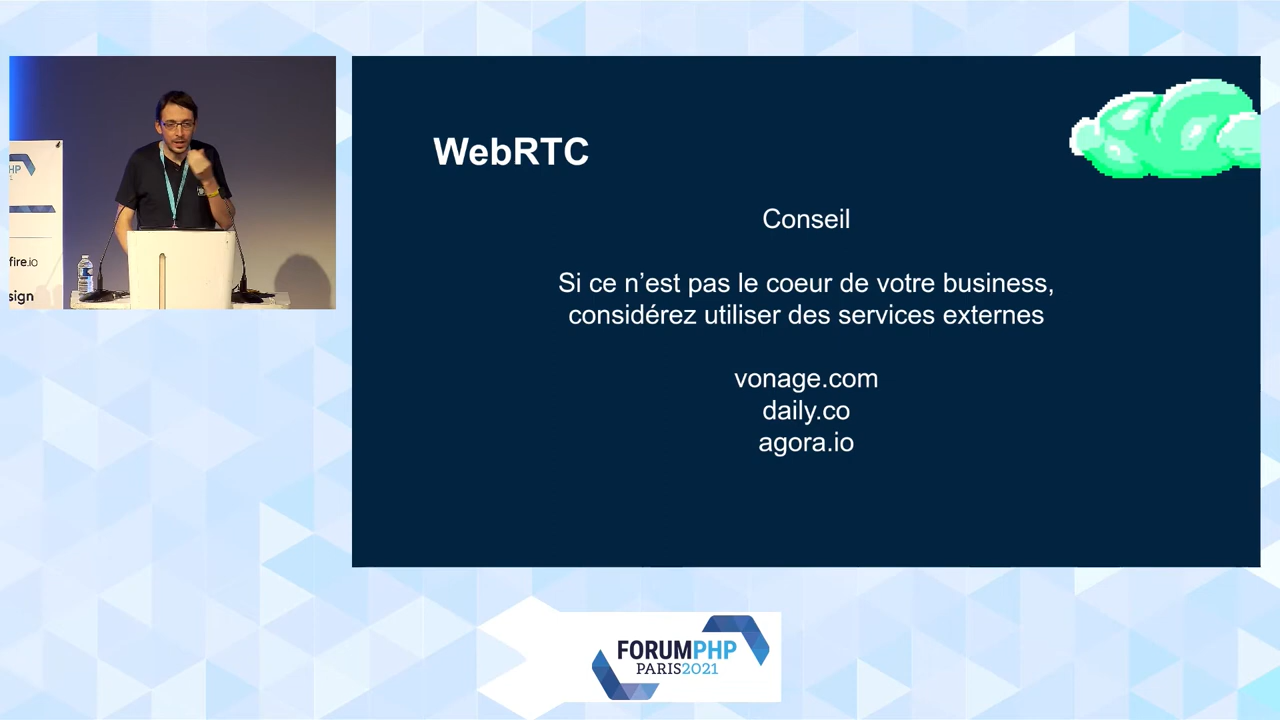 WebRTC
Conseil
Si ce n’est pas le coeur de votre business,
considérez utiliser des services externes
vonage.com
daily.co
agora.io
HP
fire.io
sign
FORUMPHP
PARIS2021